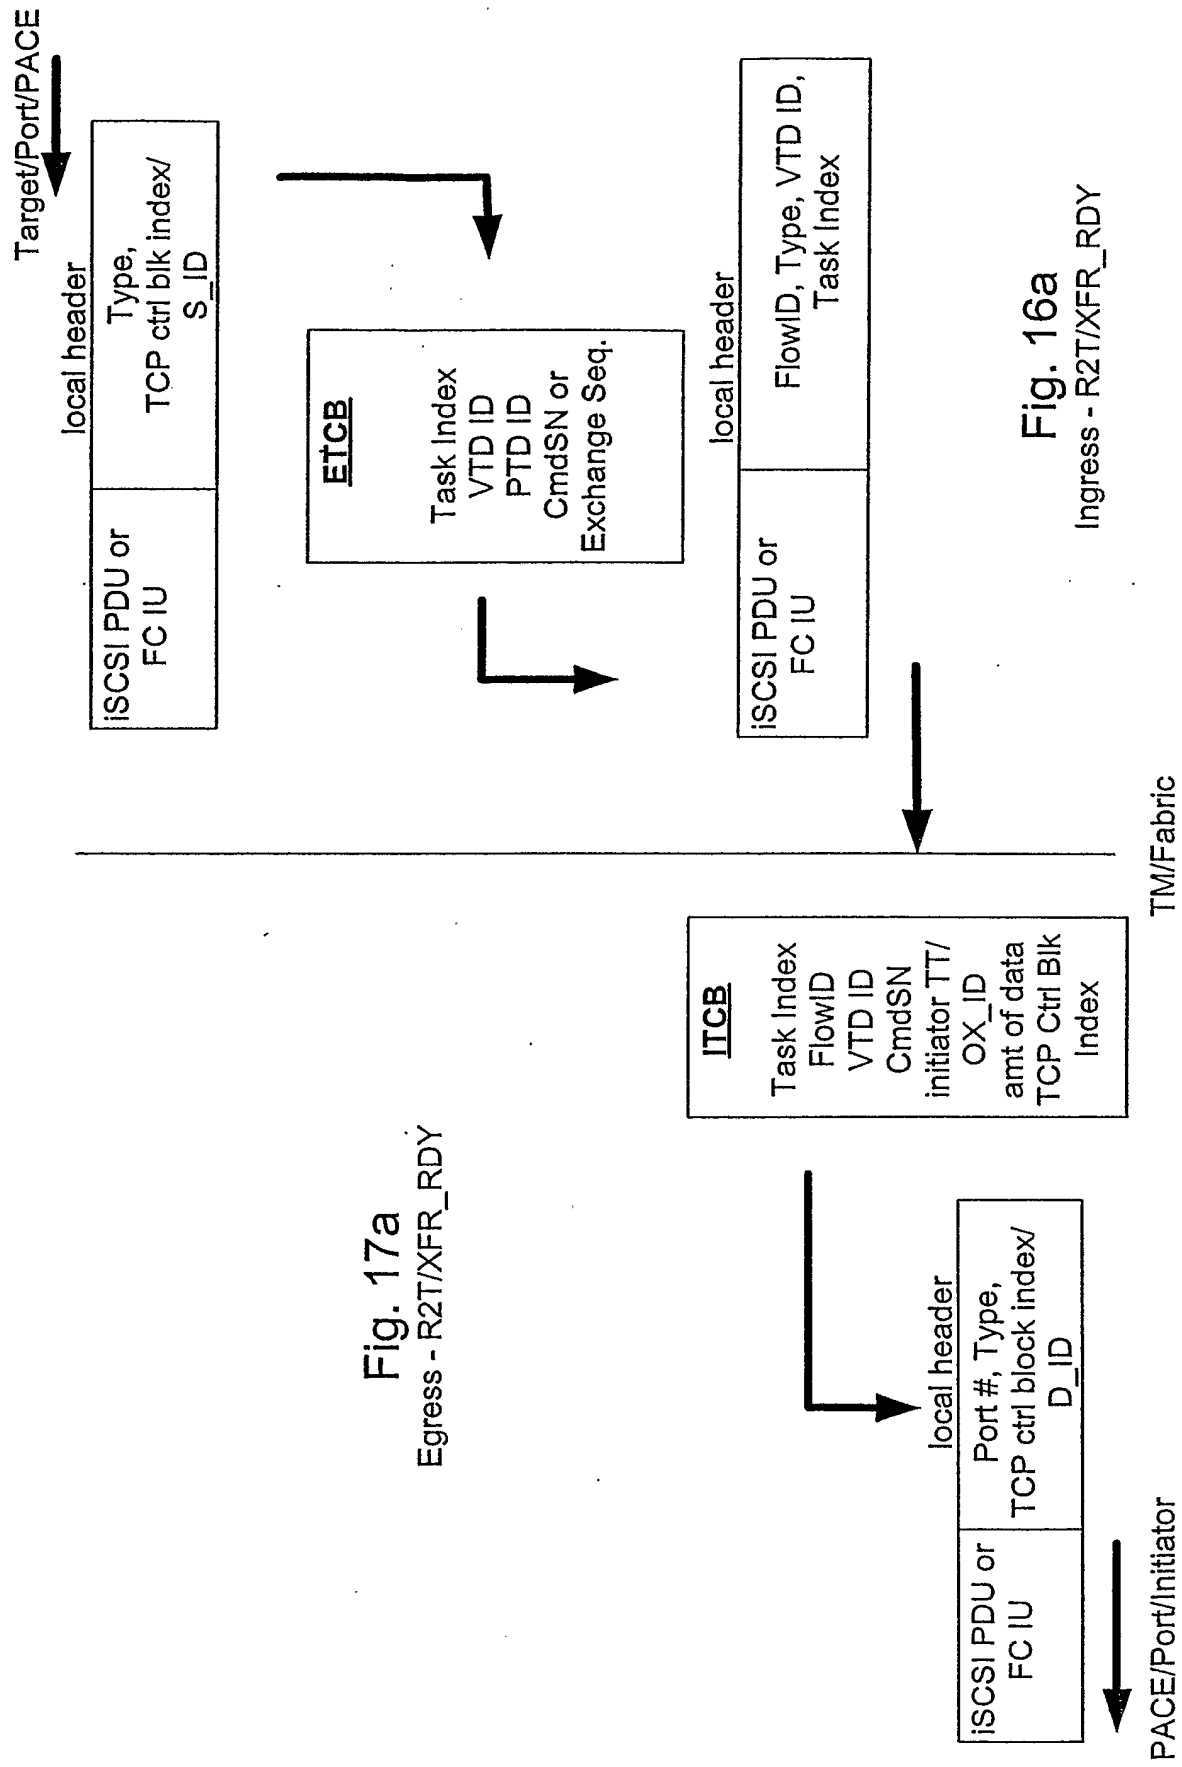 Target/Port/PACE
local header
iSCSI PDU or
FC IU
Type,
TCP ctrl blk index/
S_ID
ETCB
Task Index
VTD ID
PTD ID
CmdSN or
Exchange Seq.
local header
iSCSI PDU or
FC IU
FlowID, Type, VTD ID,
Task Index
Fig. 16a
Ingress - R2T/XFR_RDY
TM/Fabric
Fig. 17a
Egress - R2T/XFR_RDY
ITCB
Task Index
FlowID
VTD ID
CmdSN
initiator TT/
OX_ID
amt of data
TCP Ctrl Blk
Index
local header
iSCSI PDU or
FC IU
Port #, Type,
TCP ctrl block index/
D_ID
PACE/Port/Initiator